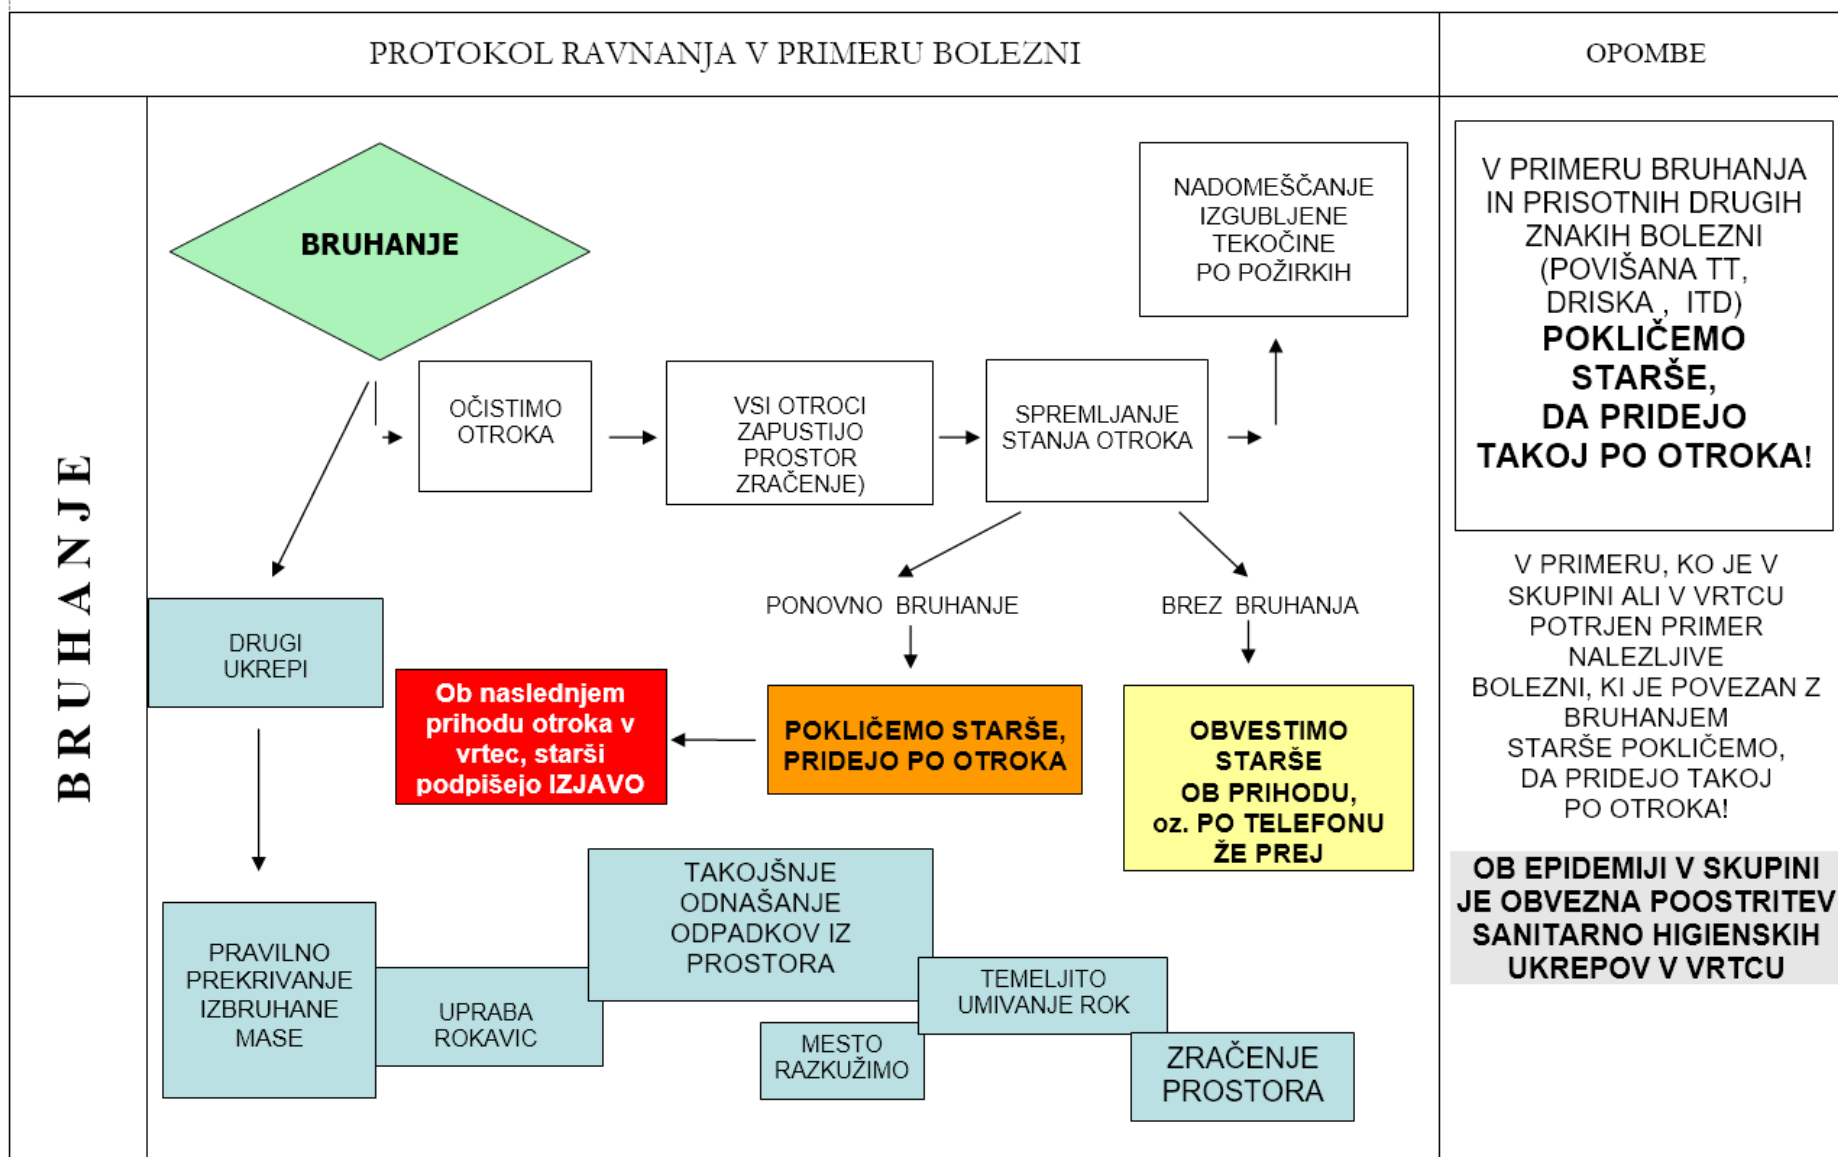 PROTOKOL RAVNANJA V PRIMERU BOLEZNI
OPOMBE
BRUHANJE
BRUHANJE
NADOMEŠČANJE
IZGUBLJENE
TEKOČINE
PO POŽIRKIH
OČISTIMO
OTROKA
VSI OTROCI
ZAPUSTIJO
PROSTOR
ZRAČENJE)
SPREMLJANJE
STANJA OTROKA
PONOVNO BRUHANJE
BREZ BRUHANJA
DRUGI
UKREPI
Ob naslednjem
prihodu otroka v
vrtec, starši
podpišejo IZJAVO
POKLIČEMO STARŠE,
PRIDEJO PO OTROKA
OBVESTIMO
STARŠE
OB PRIHODU,
oz. PO TELEFONU
ŽE PREJ
PRAVILNO
PREKRIVANJE
IZBRUHANE
MASE
UPRABA
ROKAVIC
TAKOJŠNJE
ODNAŠANJE
ODPADKOV IZ
PROSTORA
MESTO
RAZKUŽIMO
TEMELJITO
UMIVANJE ROK
ZRAČENJE
PROSTORA
V PRIMERU BRUHANJA
IN PRISOTNIH DRUGIH
ZNAKIH BOLEZNI
(POVIŠANA TT,
DRISKA , ITD)
POKLIČEMO
STARŠE,
DA PRIDEJO
TAKOJ PO OTROKA!
V PRIMERU, KO JE V
SKUPINI ALI V VRTCU
POTRJEN PRIMER
NALEZLJIVE
BOLEZNI, KI JE POVEZAN Z
BRUHANJEM
STARŠE POKLIČEMO,
DA PRIDEJO TAKOJ
PO OTROKA!
OB EPIDEMIJI V SKUPINI
JE OBVEZNA POOSTRITEV
SANITARNO HIGIENSKIH
UKREPOV V VRTCU